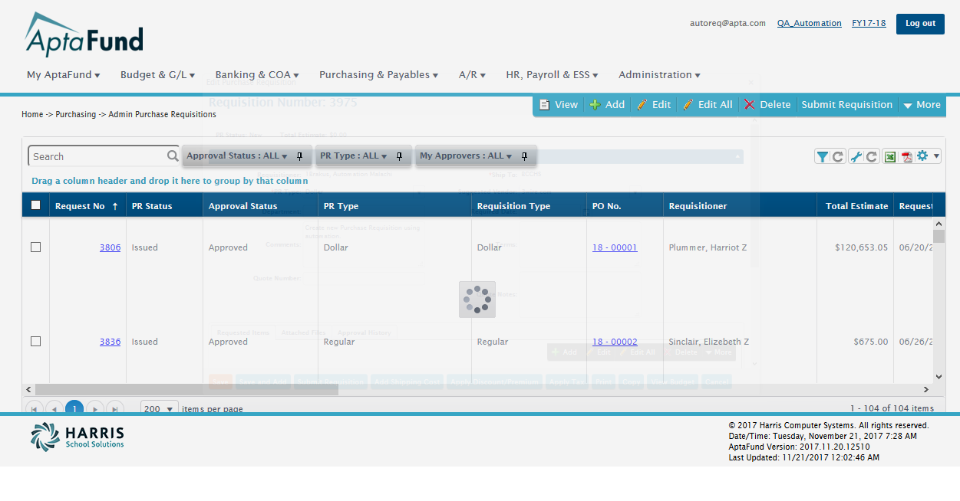 AptaFund
autoreq@apta.com QA_Automation FY17-18 Log out
My AptaFund Budget & G/L Banking & COA Purchasing & Payables A/R HR, Payroll & ESS Administration
Requisition Number: 3975
View Add Edit Edit All Delete Submit Requisition More
Home -> Purchasing -> Admin Purchase Requisitions
Search Approval Status : ALL PR Type : ALL My Approvers : ALL
Drag a column header and drop it here to group by that column
Request No ↑ PR Status Approval Status PR Type Requisition Type PO No. Requisitioner Total Estimate Request
3806 Issued Approved Dollar Dollar 18 - 00001 Plummer, Harriot Z $120,653.05 06/20/2
3836 Issued Approved Regular Regular 18 - 00002 Sinclair, Elizebeth Z $675.00 06/26/2
1 200 items per page 1 - 104 of 104 items
HARRIS
School Solutions
© 2017 Harris Computer Systems. All rights reserved.
Date/Time: Tuesday, November 21, 2017 7:28 AM
AptaFund Version: 2017.11.20.12510
Last Updated: 11/21/2017 12:02:46 AM